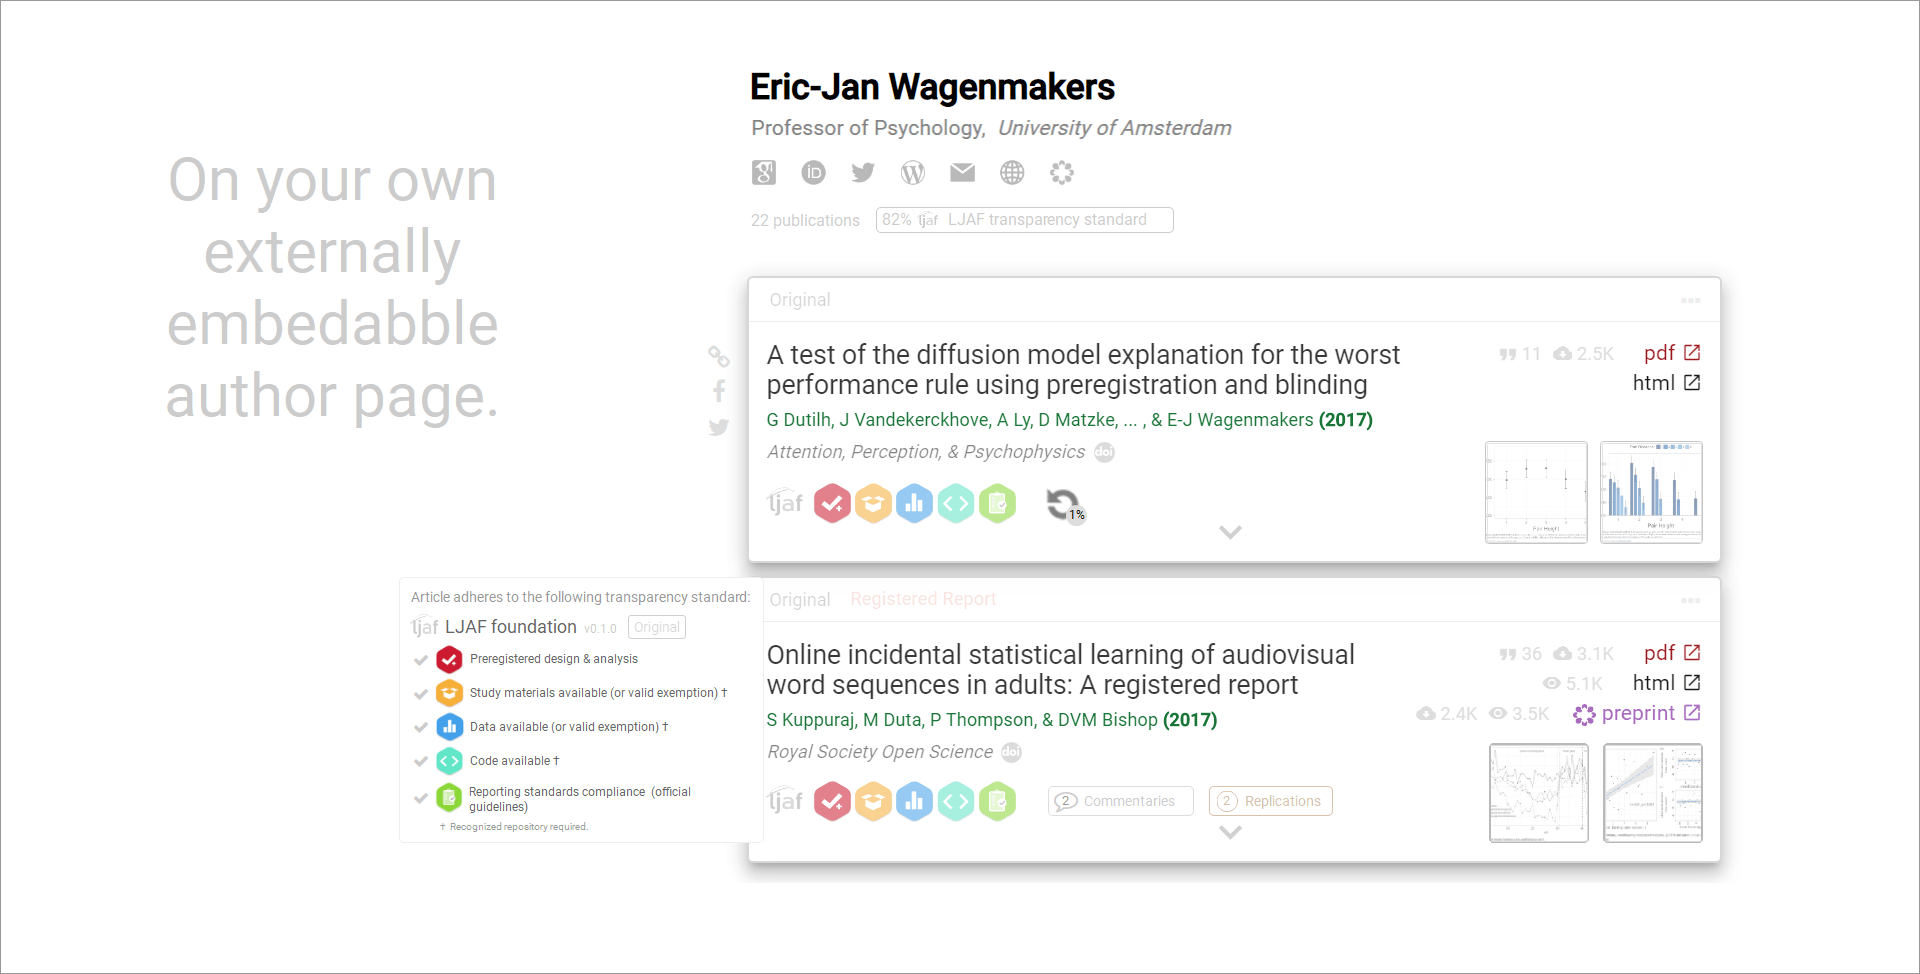 On your own
externally
embedabble
author page.
Eric-Jan Wagenmakers
Professor of Psychology, University of Amsterdam
22 publications
82% ljaf LJAF transparency standard
Original
A test of the diffusion model explanation for the worst
performance rule using preregistration and blinding
11 2.5K pdf
html
G Dutilh, J Vandekerckhove, A Ly, D Matzke, ... , & E-J Wagenmakers (2017)
Attention, Perception, & Psychophysics doi
ljaf
1%
Pair Height
Pair Height
Article adheres to the following transparency standard:
ljaf LJAF foundation v0.1.0 Original
Preregistered design & analysis
Study materials available (or valid exemption) †
Data available (or valid exemption) †
Code available †
Reporting standards compliance (official
guidelines)
† Recognized repository required.
Original Registered Report
Online incidental statistical learning of audiovisual
word sequences in adults: A registered report
36 3.1K pdf
5.1K html
2.4K 3.5K preprint
S Kuppuraj, M Duta, P Thompson, & DVM Bishop (2017)
Royal Society Open Science doi
ljaf
2 Commentaries
2 Replications